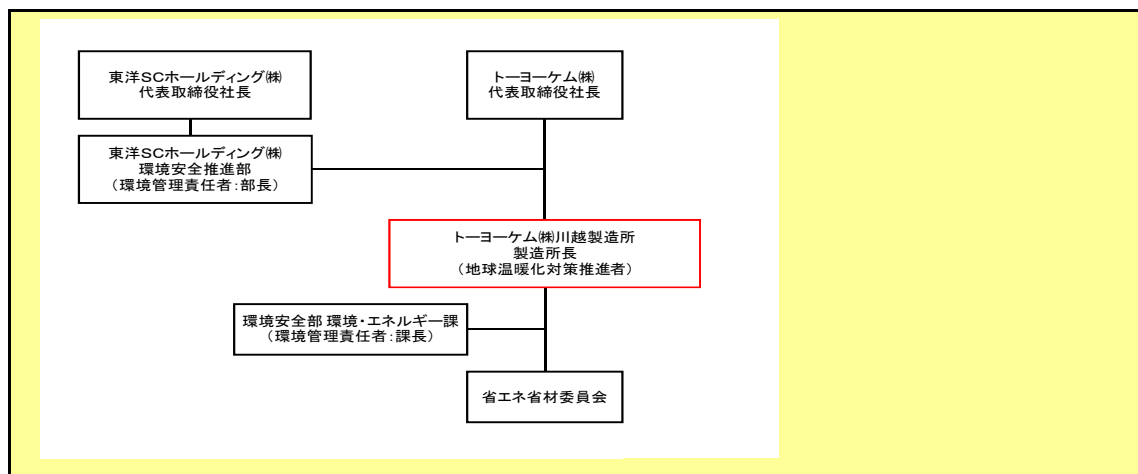 東洋SCホールディング㈱
代表取締役社長
トーヨーケム㈱
代表取締役社長
東洋SCホールディング㈱
環境安全推進部
（環境管理責任者：部長）
トーヨーケム㈱川越製造所
製造所長
（地球温暖化対策推進者）
環境安全部 環境・エネルギー課
（環境管理責任者：課長）
省エネ省材委員会